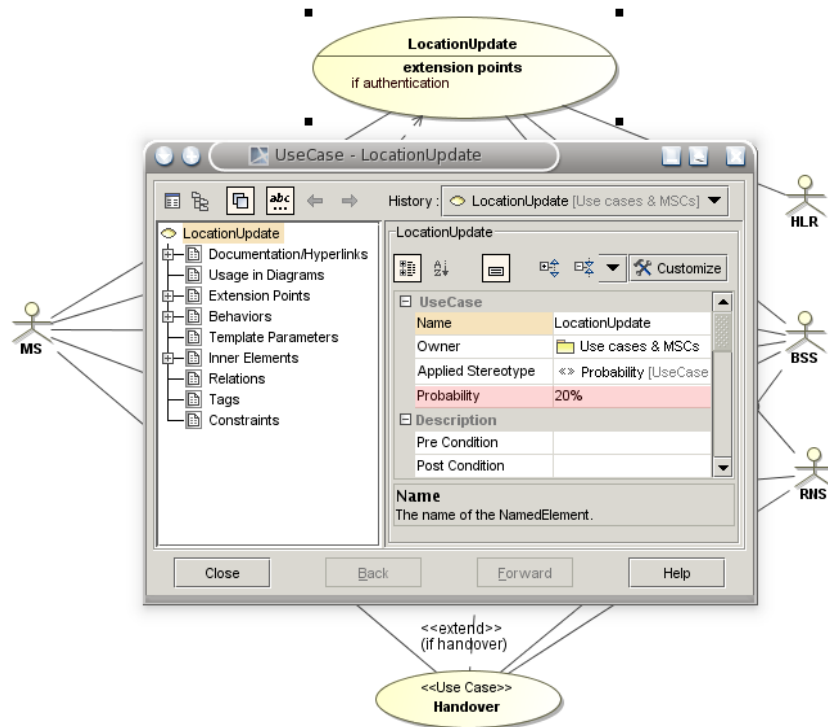 LocationUpdate
extension points
if authentication
UseCase - LocationUpdate
abc
...
History : LocationUpdate [Use cases & MSCs]
HLR
LocationUpdate
Documentation/Hyperlinks
Usage in Diagrams
Extension Points
Behaviors
Template Parameters
Inner Elements
Relations
Tags
Constraints
LocationUpdate
A
Z
Customize
UseCase
Name LocationUpdate
Owner Use cases & MSCs
Applied Stereotype «» Probability [UseCase
Probability 20%
Description
Pre Condition
Post Condition
Name
The name of the NamedElement.
Close Back Forward Help
MS
BSS
RNS
<<extend>>
(if handover)
<<Use Case>>
Handover